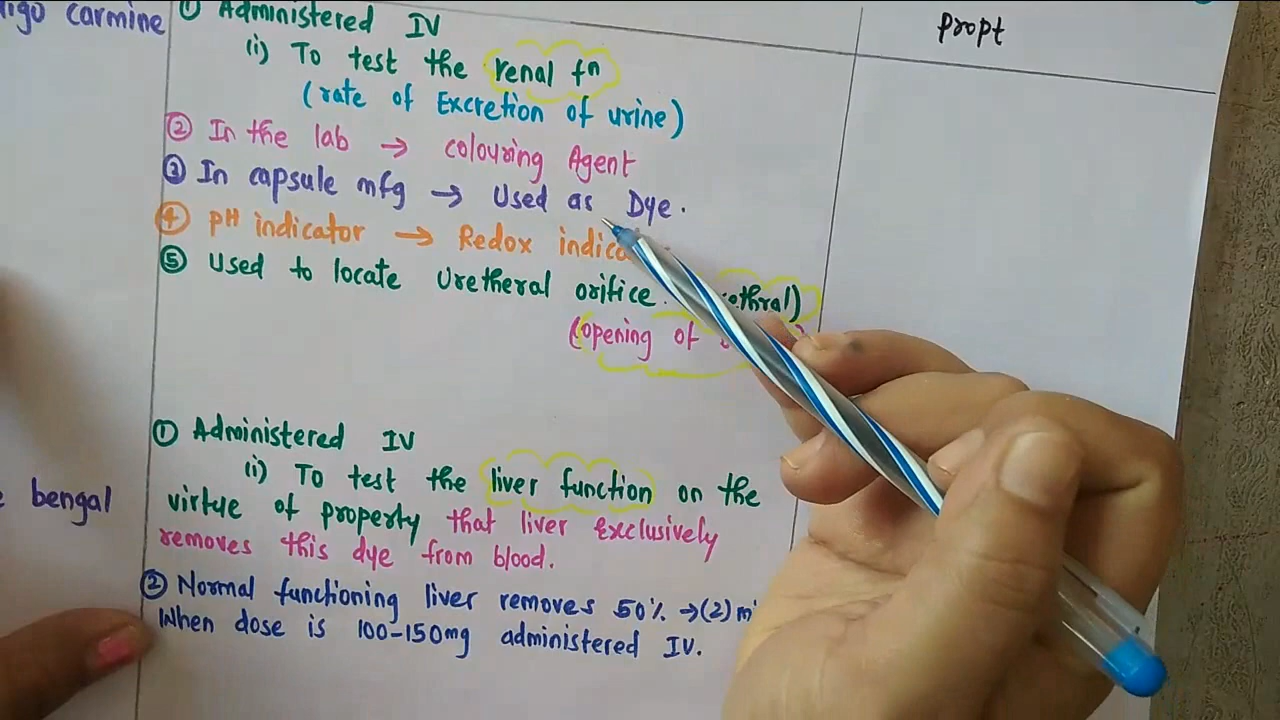 carmine
① Administered IV
Propt
(i) To test the renal fn
(rate of Excretion of urine)
② In the lab → colouring Agent
③ In capsule mfg → Used as Dye.
④ pH indicator → Redox
⑤ Used to locate Uretheral orifice.
(opening of
① Administered IV
(i) To test the liver function on the
bengal
virtue of property that liver Exclusively
removes this dye from blood.
② Normal functioning liver removes 50% → (2)
When dose is 100-150mg administered IV.